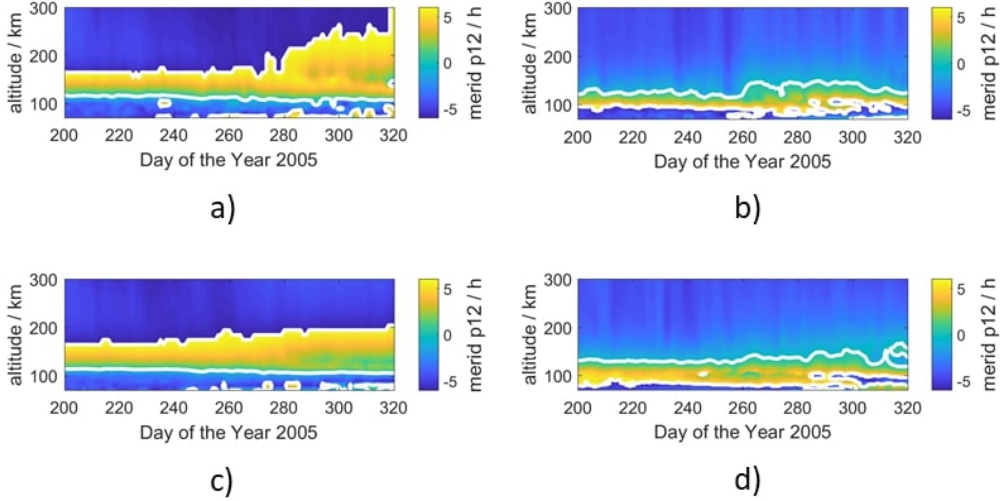 300
200
100
altitude / km
200 220 240 260 280 300 320
Day of the Year 2005
5
0
-5
merid p12 / h
a)
300
200
100
altitude / km
200 220 240 260 280 300 320
Day of the Year 2005
5
0
-5
merid p12 / h
b)
300
200
100
altitude / km
200 220 240 260 280 300 320
Day of the Year 2005
5
0
-5
merid p12 / h
c)
300
200
100
altitude / km
200 220 240 260 280 300 320
Day of the Year 2005
5
0
-5
merid p12 / h
d)